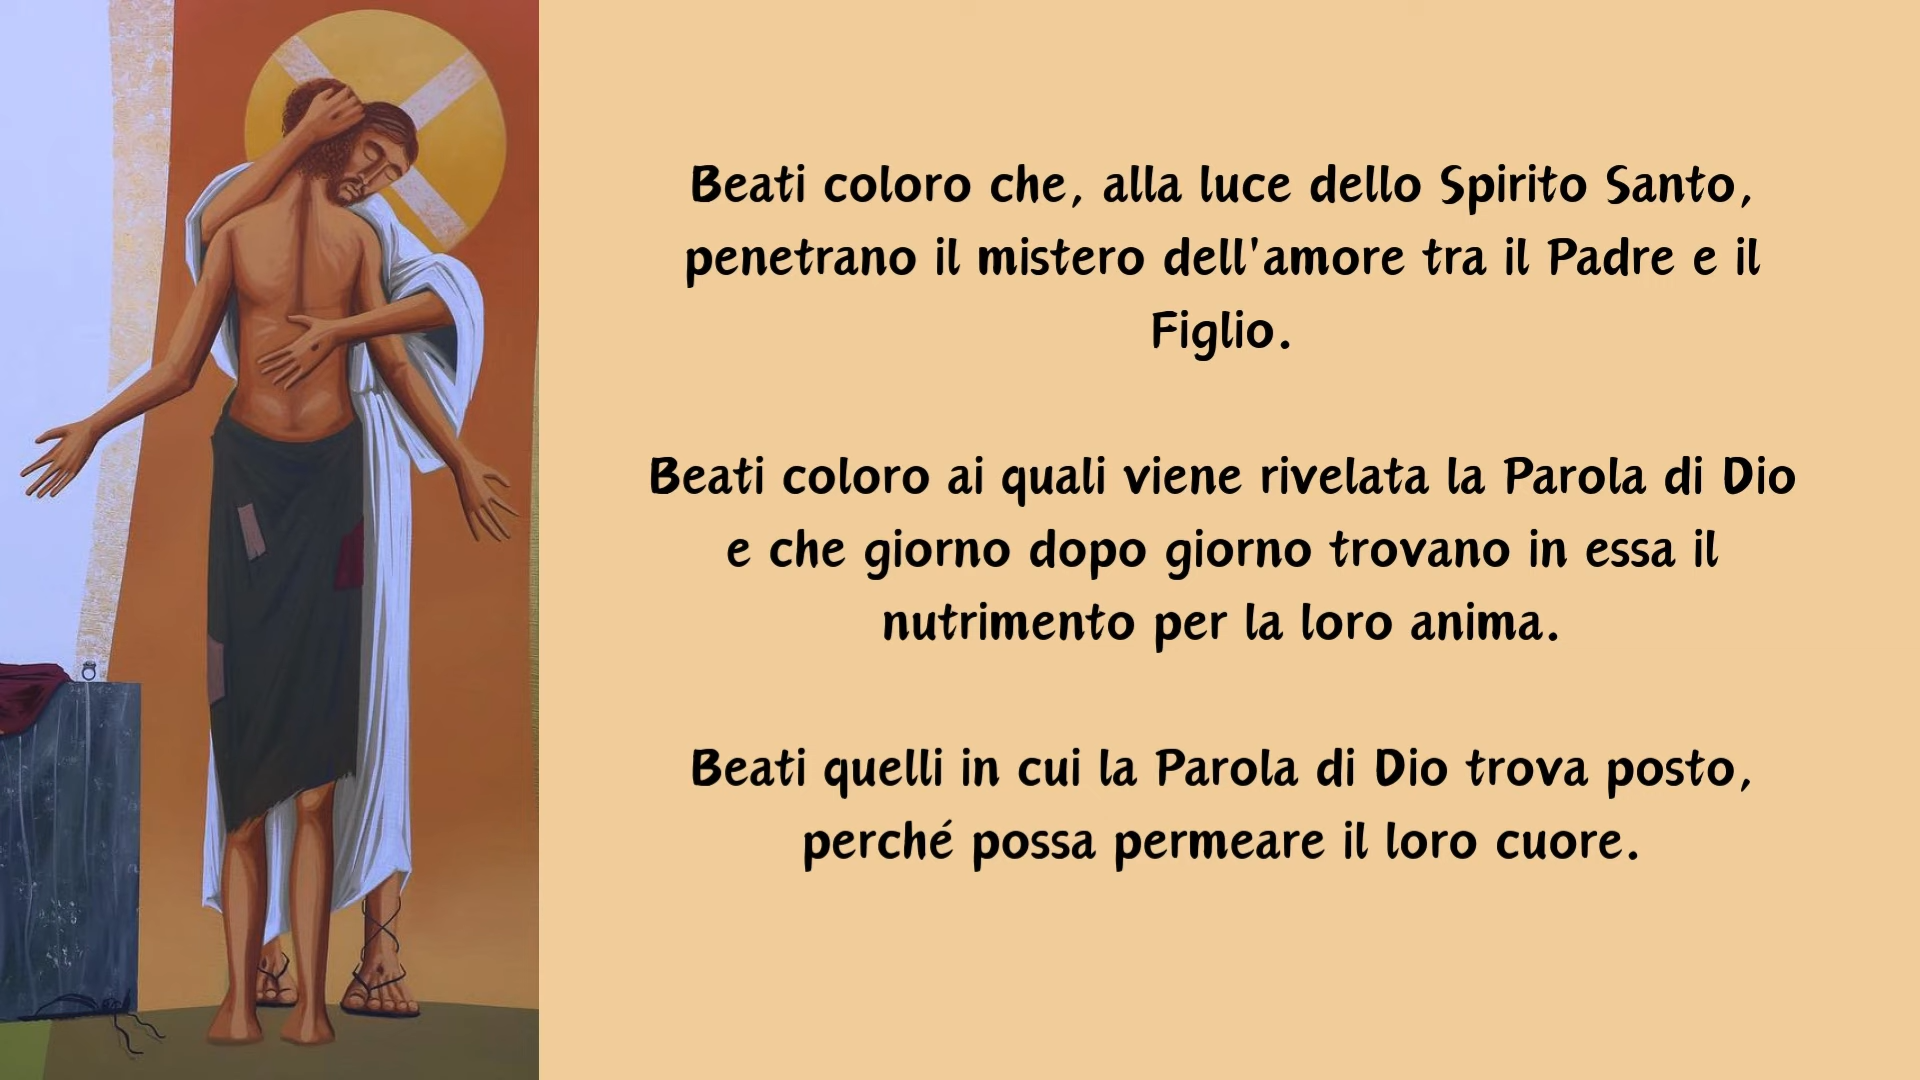 Beati coloro che, alla luce dello Spirito Santo,
penetrano il mistero dell'amore tra il Padre e il
Figlio.
Beati coloro ai quali viene rivelata la Parola di Dio
e che giorno dopo giorno trovano in essa il
nutrimento per la loro anima.
Beati quelli in cui la Parola di Dio trova posto,
perché possa permeare il loro cuore.